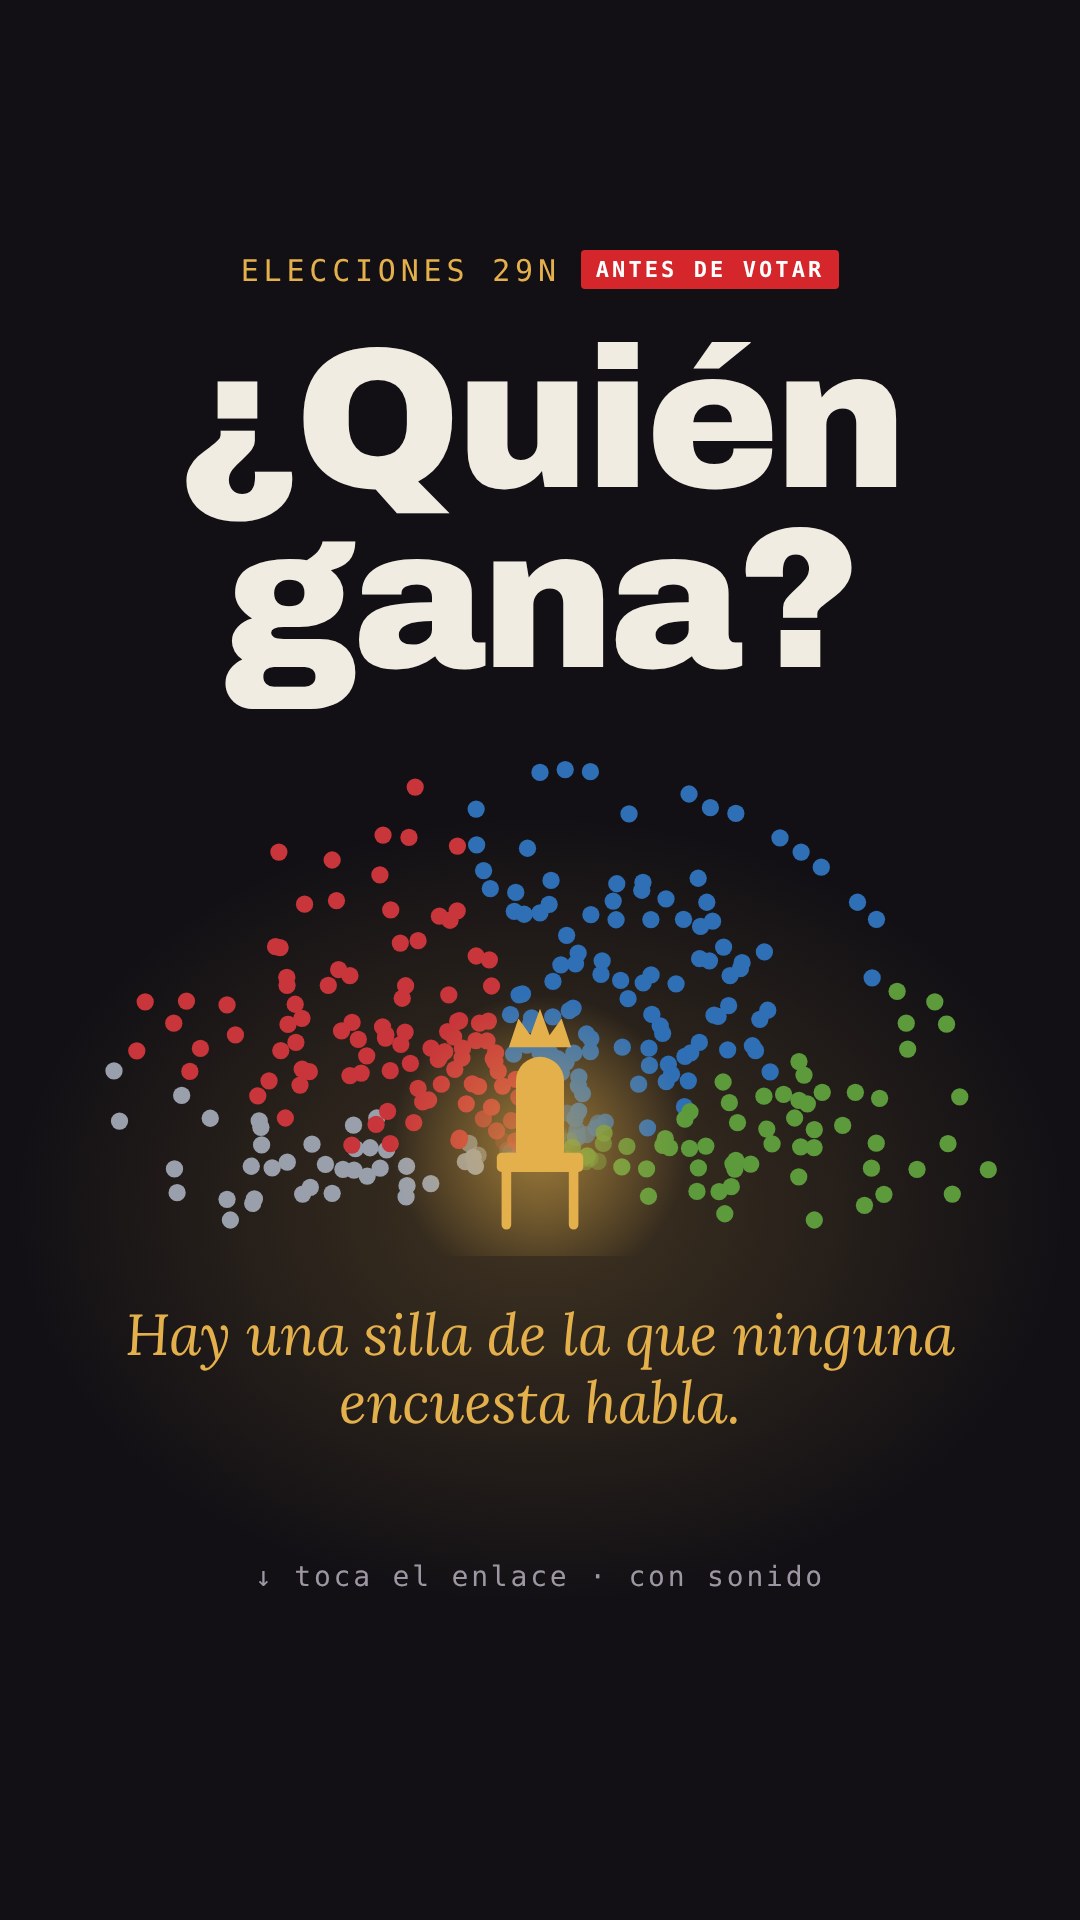 ELECCIONES 29N ANTES DE VOTAR
¿Quién
gana?
Hay una silla de la que ninguna
encuesta habla.
↓ toca el enlace · con sonido